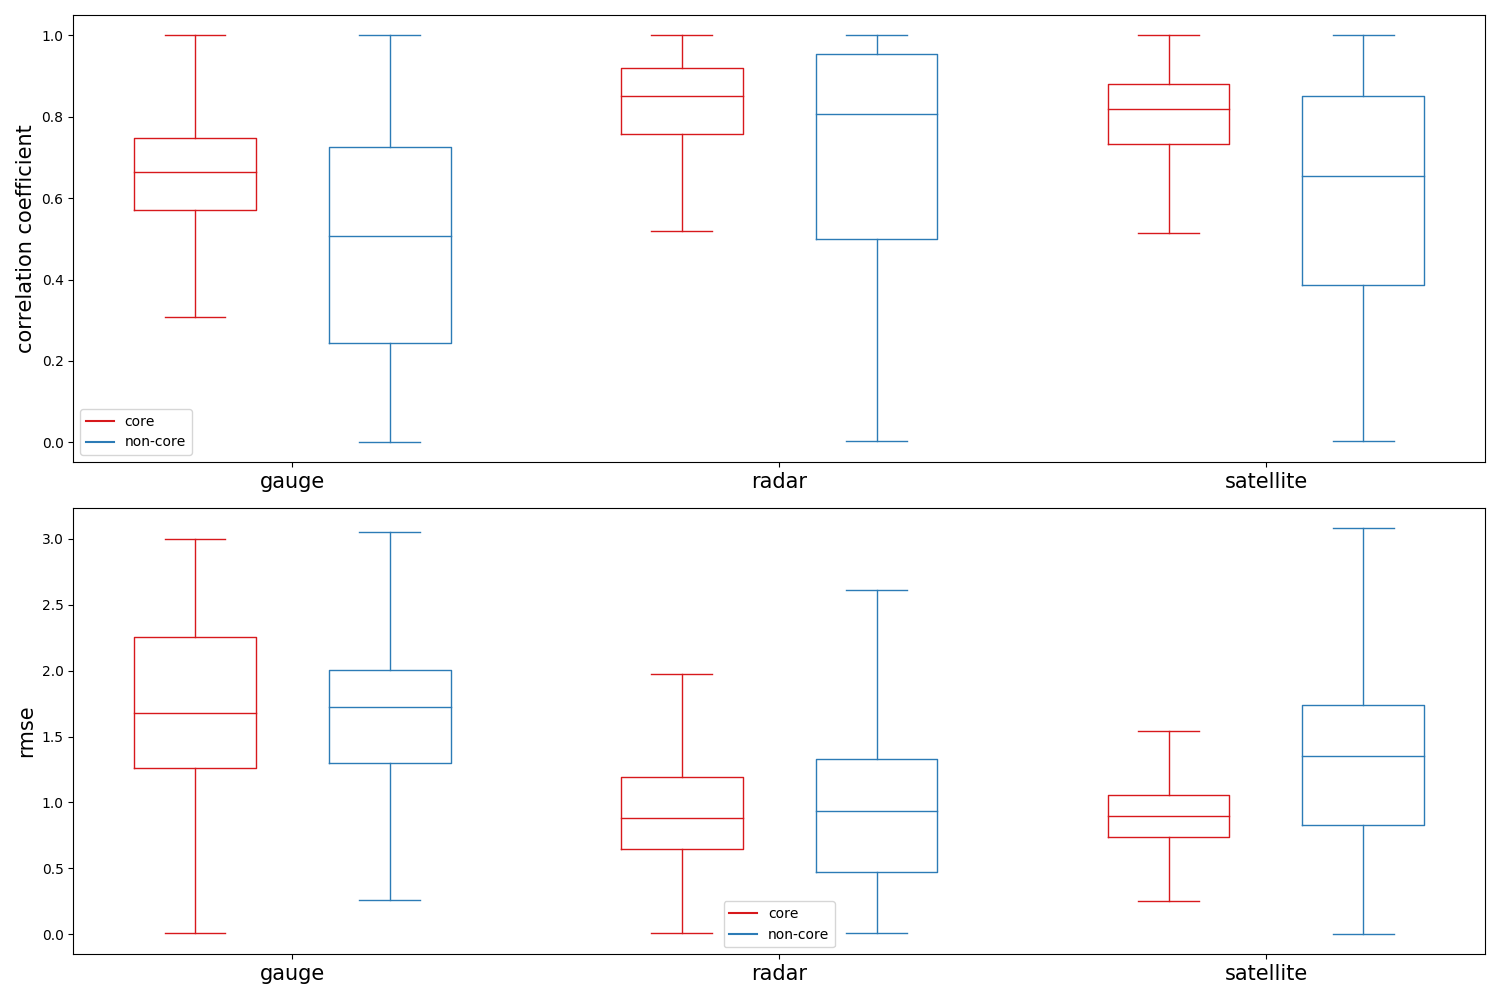 correlation coefficient
1.0
0.8
0.6
0.4
0.2
0.0
core
non-core
gauge
radar
satellite
rmse
3.0
2.5
2.0
1.5
1.0
0.5
0.0
core
non-core
gauge
radar
satellite